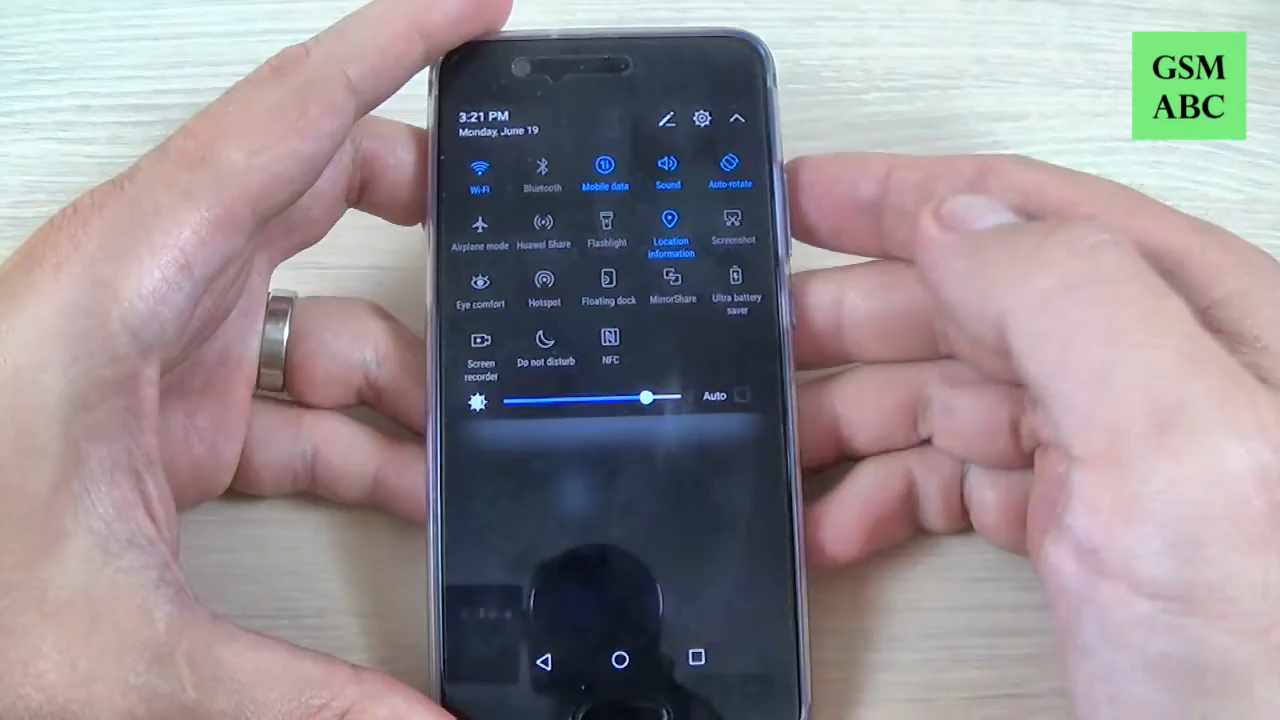 GSM
ABC
3:21 PM
Monday, June 19
Wi-Fi Bluetooth Mobile data Sound Auto-rotate
Airplane mode Huawei Share Flashlight Location Screenshot
information
Eye comfort Hotspot Floating dock MirrorShare Ultra battery
saver
Screen Do not disturb NFC
recorder
Auto